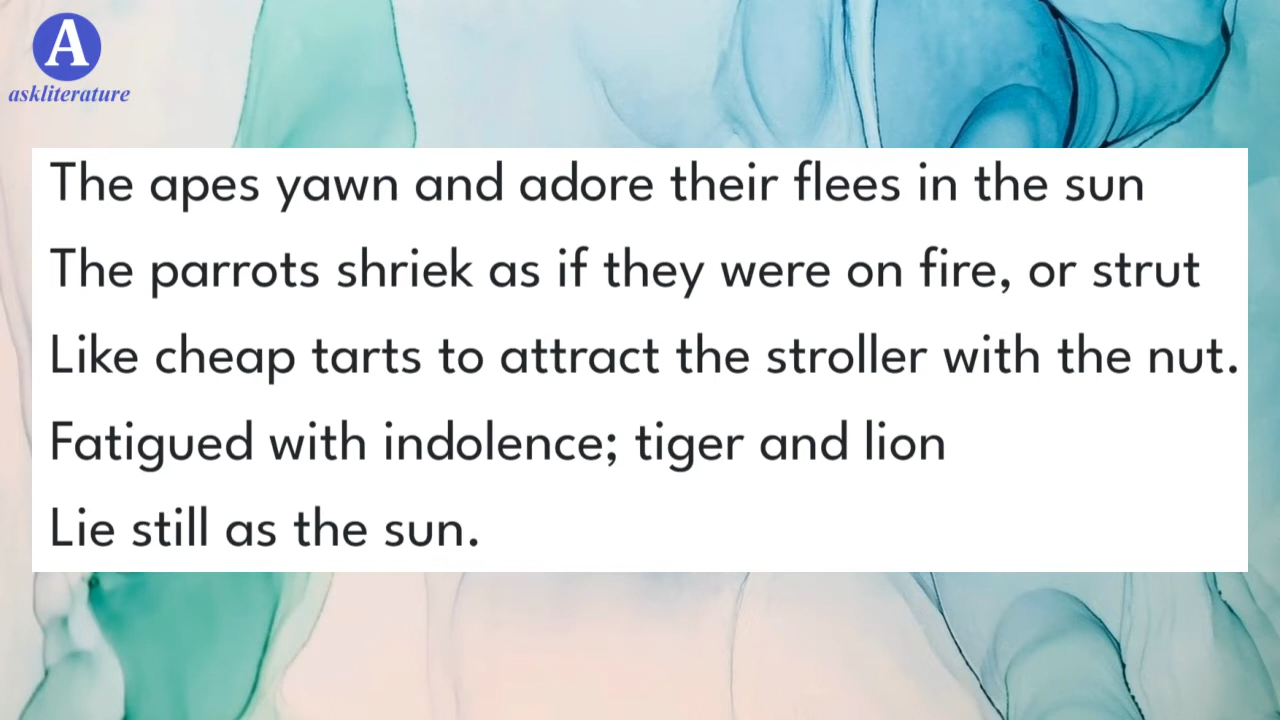 A
askliterature
The apes yawn and adore their flees in the sun
The parrots shriek as if they were on fire, or strut
Like cheap tarts to attract the stroller with the nut.
Fatigued with indolence; tiger and lion
Lie still as the sun.